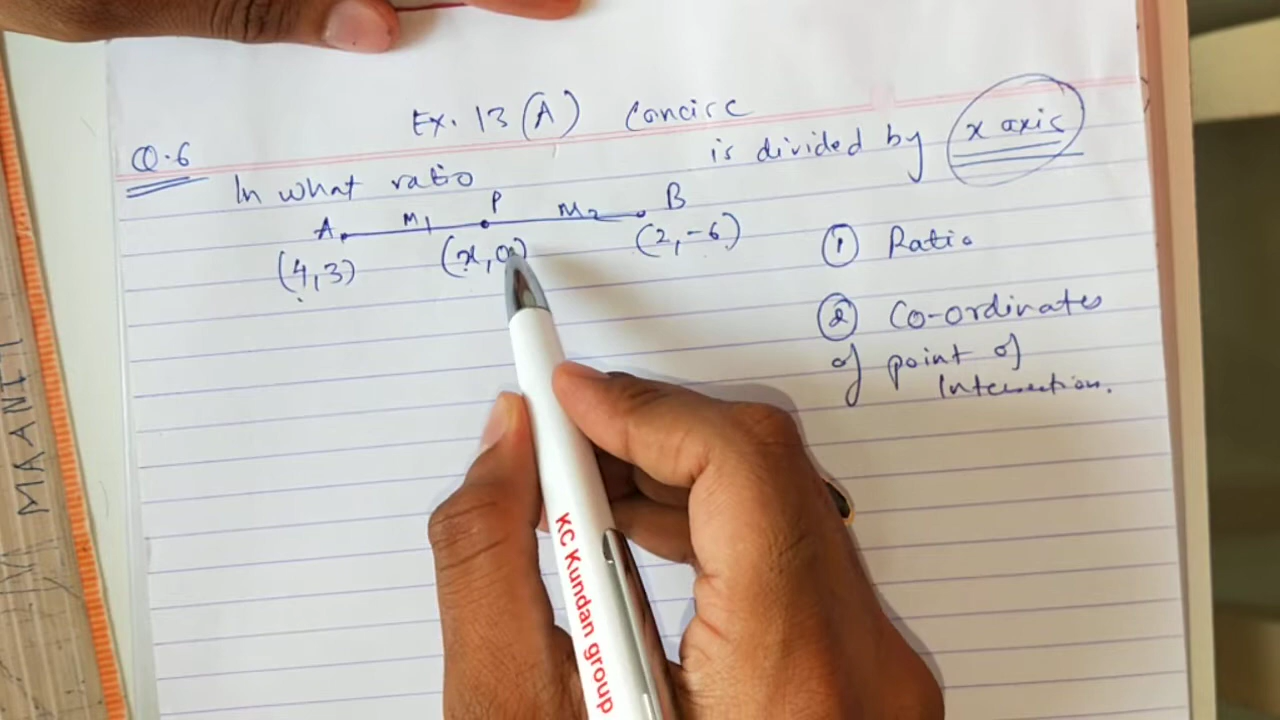 Ex. 13 (A) Concise
Q.6
In what ratio
is divided by x axis
A M1 P M2 B
(4,3) (x,0) (2,-6)
① Ratio
② Co-ordinates
of point of
Intersection.
KC Kundan group
MAANIT